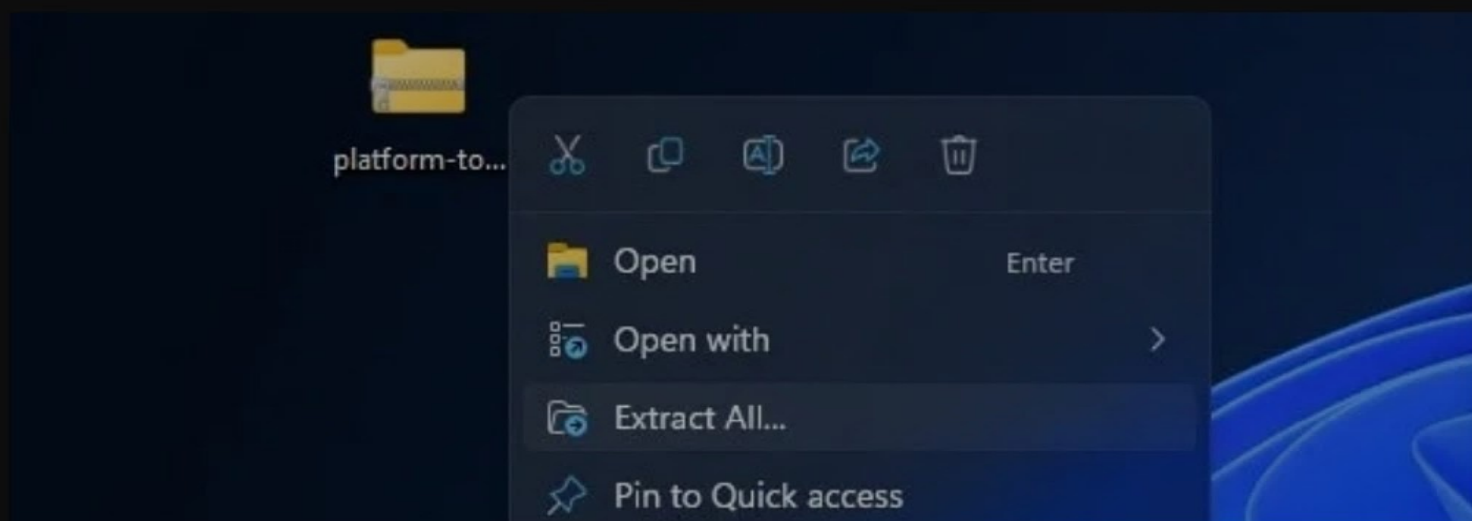 platform-to...
Open Enter
Open with
Extract All...
Pin to Quick access